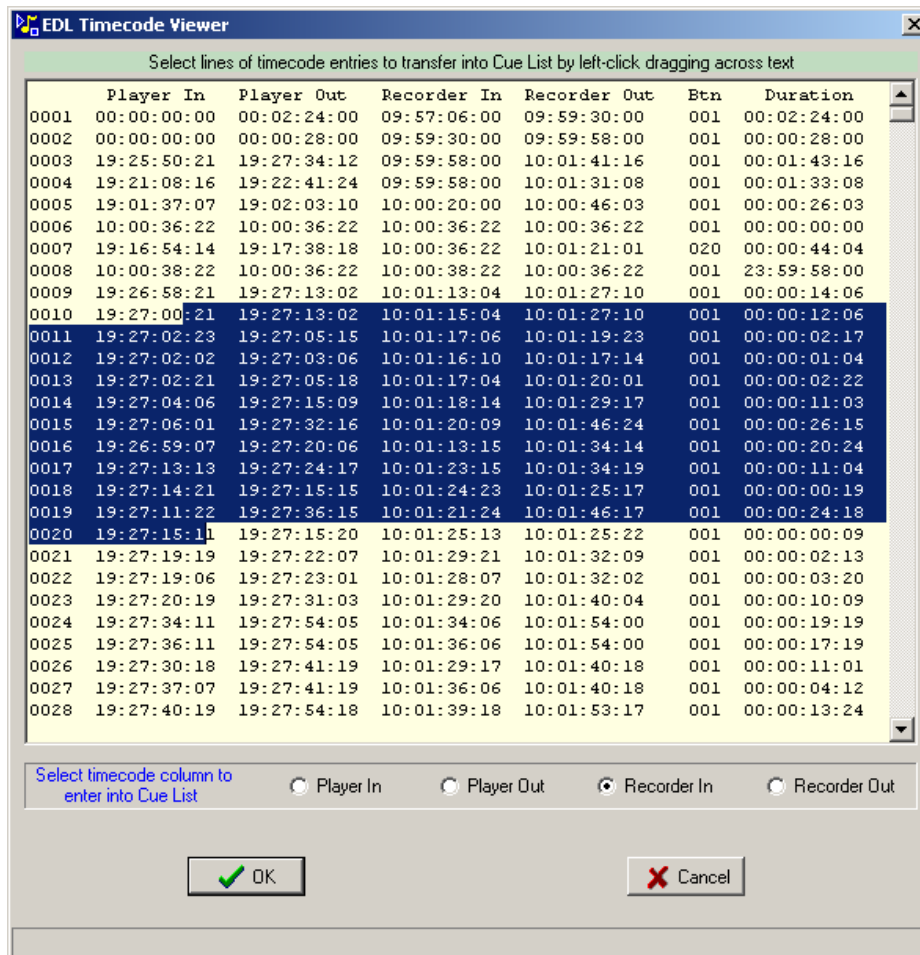 EDL Timecode Viewer
Select lines of timecode entries to transfer into Cue List by left-click dragging across text
Player In Player Out Recorder In Recorder Out Btn Duration
0001 00:00:00:00 00:02:24:00 09:57:06:00 09:59:30:00 001 00:02:24:00
0002 00:00:00:00 00:00:28:00 09:59:30:00 09:59:58:00 001 00:00:28:00
0003 19:25:50:21 19:27:34:12 09:59:58:00 10:01:41:16 001 00:01:43:16
0004 19:21:08:16 19:22:41:24 09:59:58:00 10:01:31:08 001 00:01:33:08
0005 19:01:37:07 19:02:03:10 10:00:20:00 10:00:46:03 001 00:00:26:03
0006 10:00:36:22 10:00:36:22 10:00:36:22 10:00:36:22 001 00:00:00:00
0007 19:16:54:14 19:17:38:18 10:00:36:22 10:01:21:01 020 00:00:44:04
0008 10:00:38:22 10:00:36:22 10:00:38:22 10:00:36:22 001 23:59:58:00
0009 19:26:58:21 19:27:13:02 10:01:13:04 10:01:27:10 001 00:00:14:06
0010 19:27:00:21 19:27:13:02 10:01:15:04 10:01:27:10 001 00:00:12:06
0011 19:27:02:23 19:27:05:15 10:01:17:06 10:01:19:23 001 00:00:02:17
0012 19:27:02:02 19:27:03:06 10:01:16:10 10:01:17:14 001 00:00:01:04
0013 19:27:02:21 19:27:05:18 10:01:17:04 10:01:20:01 001 00:00:02:22
0014 19:27:04:06 19:27:15:09 10:01:18:14 10:01:29:17 001 00:00:11:03
0015 19:27:06:01 19:27:32:16 10:01:20:09 10:01:46:24 001 00:00:26:15
0016 19:26:59:07 19:27:20:06 10:01:13:15 10:01:34:14 001 00:00:20:24
0017 19:27:13:13 19:27:24:17 10:01:23:15 10:01:34:19 001 00:00:11:04
0018 19:27:14:21 19:27:15:15 10:01:24:23 10:01:25:17 001 00:00:00:19
0019 19:27:11:22 19:27:36:15 10:01:21:24 10:01:46:17 001 00:00:24:18
0020 19:27:15:11 19:27:15:20 10:01:25:13 10:01:25:22 001 00:00:00:09
0021 19:27:19:19 19:27:22:07 10:01:29:21 10:01:32:09 001 00:00:02:13
0022 19:27:19:06 19:27:23:01 10:01:28:07 10:01:32:02 001 00:00:03:20
0023 19:27:20:19 19:27:31:03 10:01:29:20 10:01:40:04 001 00:00:10:09
0024 19:27:34:11 19:27:54:05 10:01:34:06 10:01:54:00 001 00:00:19:19
0025 19:27:36:11 19:27:54:05 10:01:36:06 10:01:54:00 001 00:00:17:19
0026 19:27:30:18 19:27:41:19 10:01:29:17 10:01:40:18 001 00:00:11:01
0027 19:27:37:07 19:27:41:19 10:01:36:06 10:01:40:18 001 00:00:04:12
0028 19:27:40:19 19:27:54:18 10:01:39:18 10:01:53:17 001 00:00:13:24
Select timecode column to
enter into Cue List
Player In Player Out Recorder In Recorder Out
OK Cancel